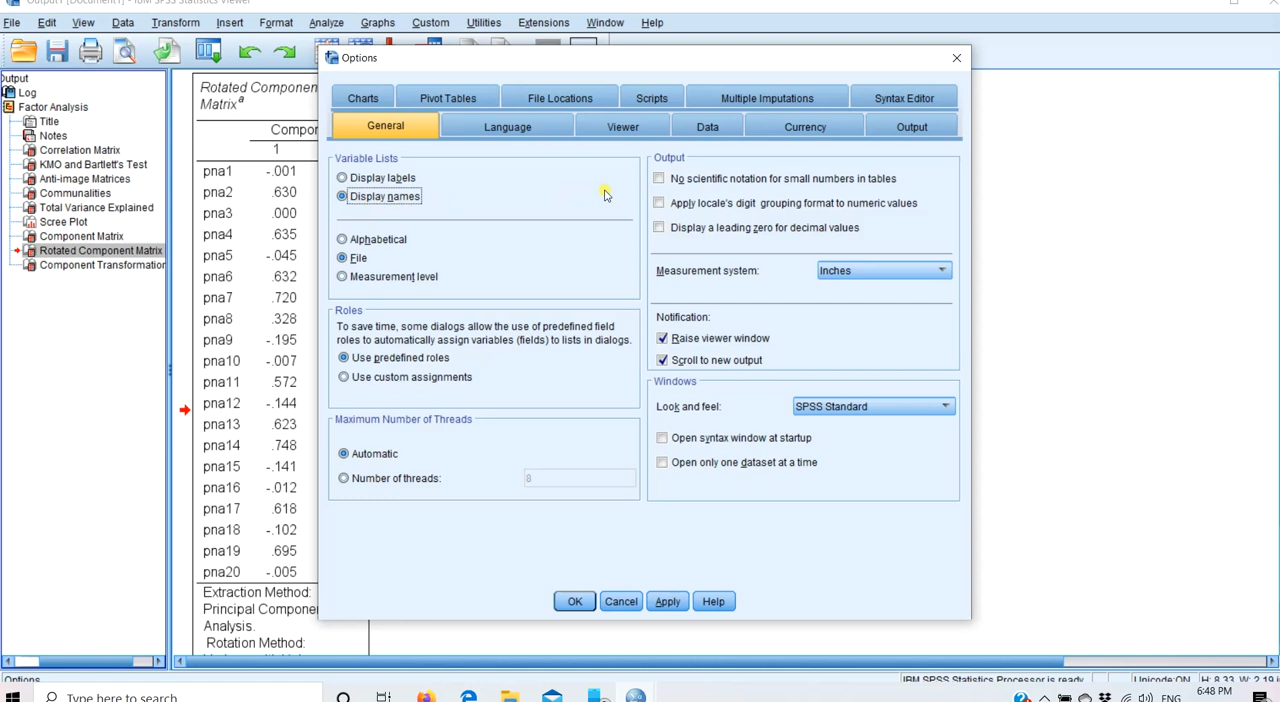 Output1 [Document1] - IBM SPSS Statistics Viewer
File Edit View Data Transform Insert Format Analyze Graphs Custom Utilities Extensions Window Help
Output
Log
Factor Analysis
Title
Notes
Correlation Matrix
KMO and Bartlett's Test
Anti-image Matrices
Communalities
Total Variance Explained
Scree Plot
Component Matrix
Rotated Component Matrix
Component Transformation
Rotated Componen
Matrixᵃ
Compo
1
pna1 -.001
pna2 .630
pna3 .000
pna4 .635
pna5 -.045
pna6 .632
pna7 .720
pna8 .328
pna9 -.195
pna10 -.007
pna11 .572
pna12 -.144
pna13 .623
pna14 .748
pna15 -.141
pna16 -.012
pna17 .618
pna18 -.102
pna19 .695
pna20 -.005
Extraction Method:
Principal Compone
Analysis.
Rotation Method:
Options
Charts Pivot Tables File Locations Scripts Multiple Imputations Syntax Editor
General Language Viewer Data Currency Output
Variable Lists
Display labels
Display names
Alphabetical
File
Measurement level
Roles
To save time, some dialogs allow the use of predefined field
roles to automatically assign variables (fields) to lists in dialogs.
Use predefined roles
Use custom assignments
Maximum Number of Threads
Automatic
Number of threads: 8
Output
No scientific notation for small numbers in tables
Apply locale's digit grouping format to numeric values
Display a leading zero for decimal values
Measurement system: Inches
Notification:
Raise viewer window
Scroll to new output
Windows
Look and feel: SPSS Standard
Open syntax window at startup
Open only one dataset at a time
OK Cancel Apply Help
Options IBM SPSS Statistics Processor is ready Unicode:ON H: 8.33, W: 2.19 in
Type here to search ENG 6:48 PM